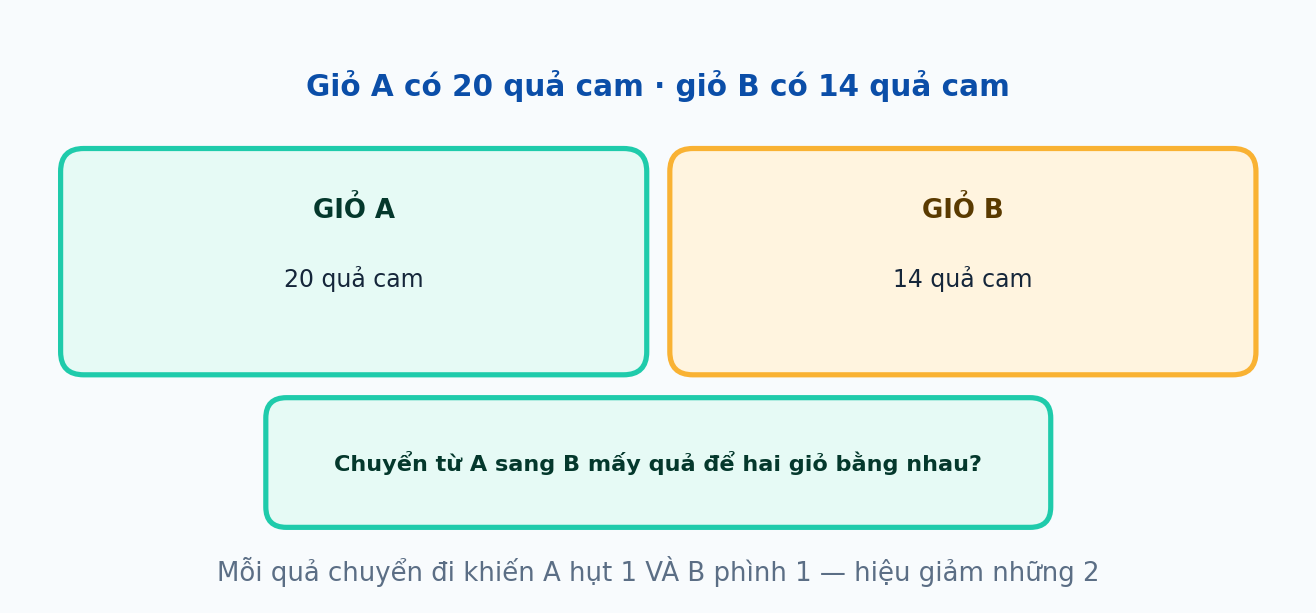 Giỏ A có 20 quả cam · giỏ B có 14 quả cam
GIỎ A
20 quả cam
GIỎ B
14 quả cam
Chuyển từ A sang B mấy quả để hai giỏ bằng nhau?
Mỗi quả chuyển đi khiến A hụt 1 VÀ B phình 1 — hiệu giảm những 2